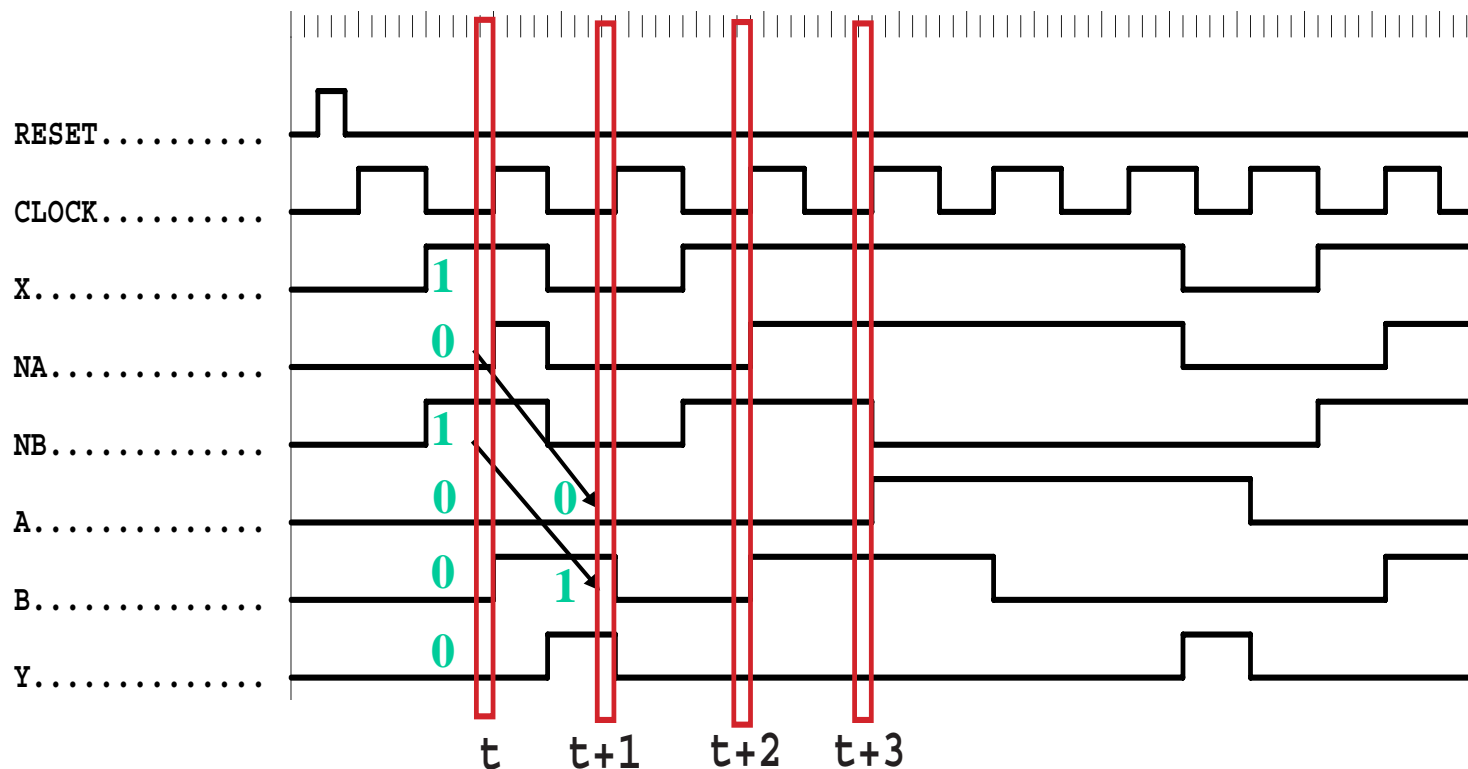 RESET..........
CLOCK..........
X..............
1
NA.............
0
NB.............
1
A..............
0 0
B..............
0 1
Y..............
0
t t+1 t+2 t+3